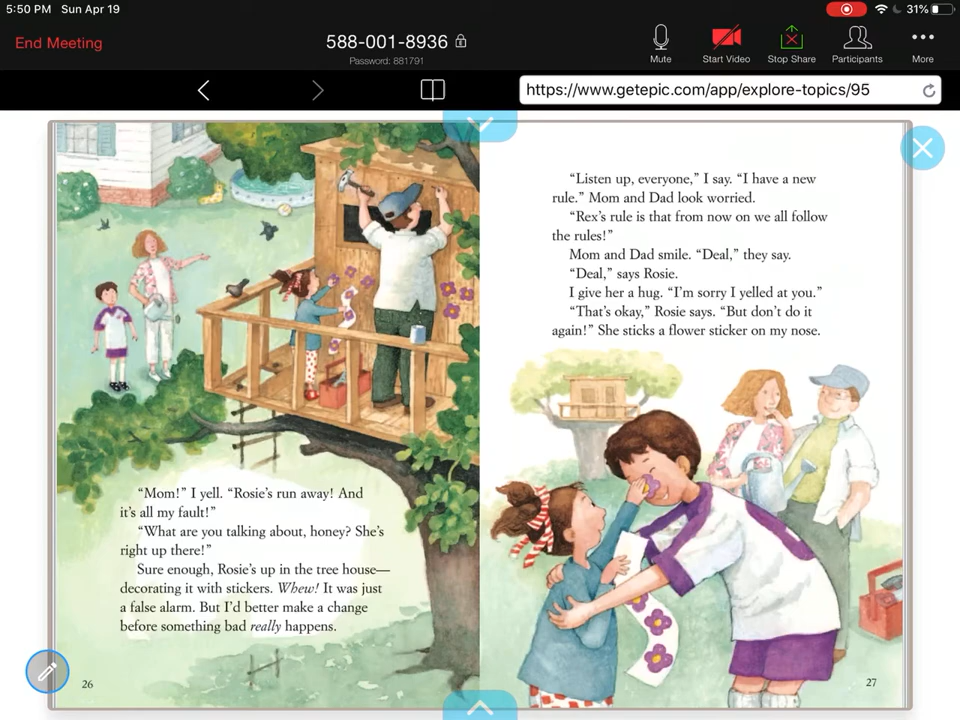 5:50 PM Sun Apr 19
31%
End Meeting
588-001-8936
Password: 881791
Mute
Start Video
Stop Share
Participants
More
https://www.getepic.com/app/explore-topics/95
“Mom!” I yell. “Rosie’s run away! And
it’s all my fault!”
“What are you talking about, honey? She’s
right up there!”
Sure enough, Rosie’s up in the tree house—
decorating it with stickers. Whew! It was just
a false alarm. But I’d better make a change
before something bad really happens.
26
“Listen up, everyone,” I say. “I have a new
rule.” Mom and Dad look worried.
“Rex’s rule is that from now on we all follow
the rules!”
Mom and Dad smile. “Deal,” they say.
“Deal,” says Rosie.
I give her a hug. “I’m sorry I yelled at you.”
“That’s okay,” Rosie says. “But don’t do it
again!” She sticks a flower sticker on my nose.
27